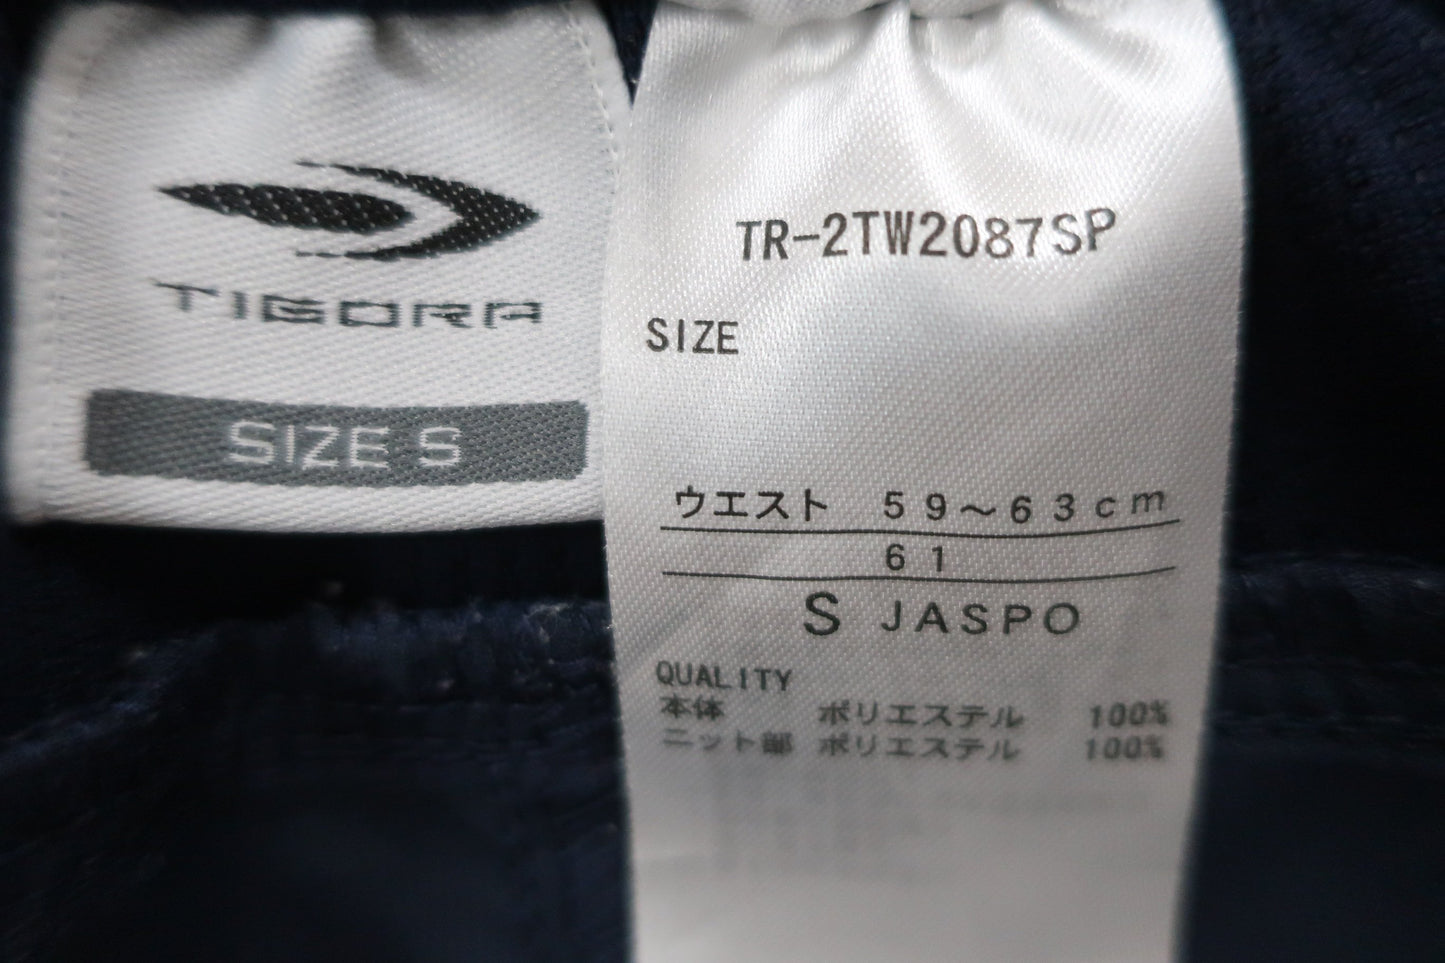 TIGORA
SIZE S
TR-2TW2087SP
SIZE
ウエスト 59～63cm
61
S JASPO
QUALITY
本体 ポリエステル 100%
ニット部 ポリエステル 100%